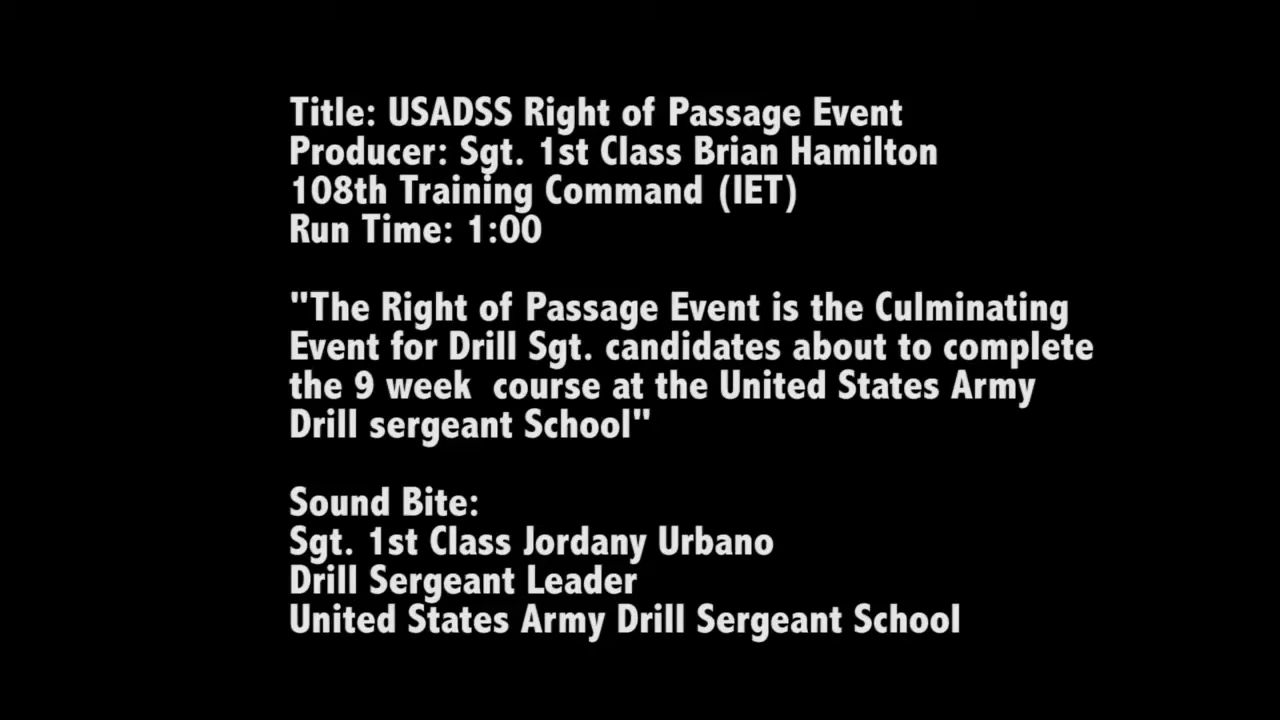 Title: USADSS Right of Passage Event
Producer: Sgt. 1st Class Brian Hamilton
108th Training Command (IET)
Run Time: 1:00
"The Right of Passage Event is the Culminating
Event for Drill Sgt. candidates about to complete
the 9 week  course at the United States Army
Drill sergeant School"
Sound Bite:
Sgt. 1st Class Jordany Urbano
Drill Sergeant Leader
United States Army Drill Sergeant School